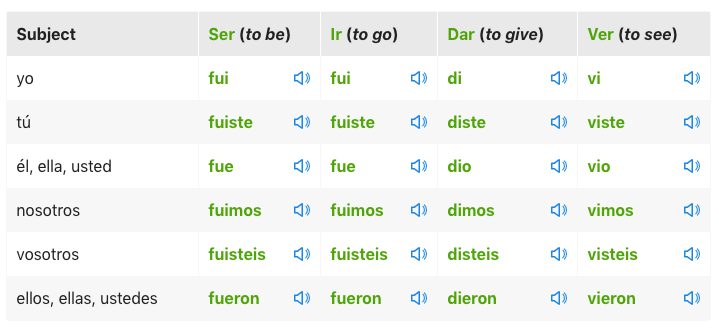 Subject Ser (to be) Ir (to go) Dar (to give) Ver (to see)
yo fui fui di vi
tú fuiste fuiste diste viste
él, ella, usted fue fue dio vio
nosotros fuimos fuimos dimos vimos
vosotros fuisteis fuisteis disteis visteis
ellos, ellas, ustedes fueron fueron dieron vieron